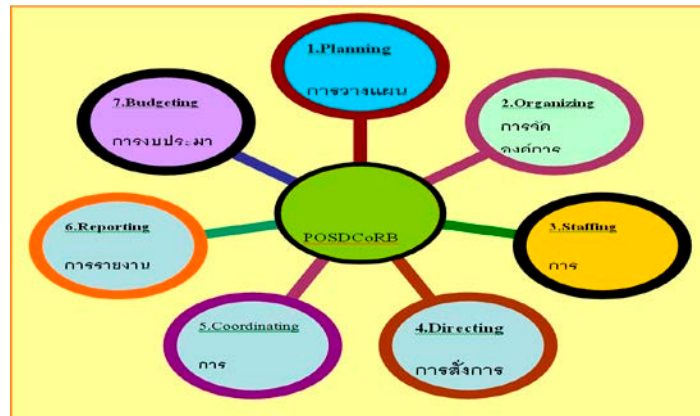 1.Planning
การวางแผน
2.Organizing
การจัด
องค์การ
3.Staffing
การ
4.Directing
การสั่งการ
5.Coordinating
การ
6.Reporting
การรายงาน
7.Budgeting
การงบประมา
POSDCoRB